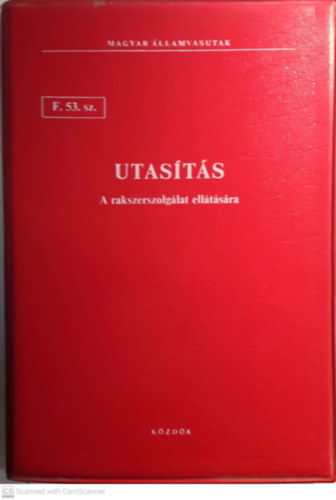 MAGYAR ÁLLAMVASUTAK
F. 53. sz.
UTASÍTÁS
A rakszerszolgálat ellátására
KÖZDOK
CS Scanned with CamScanner